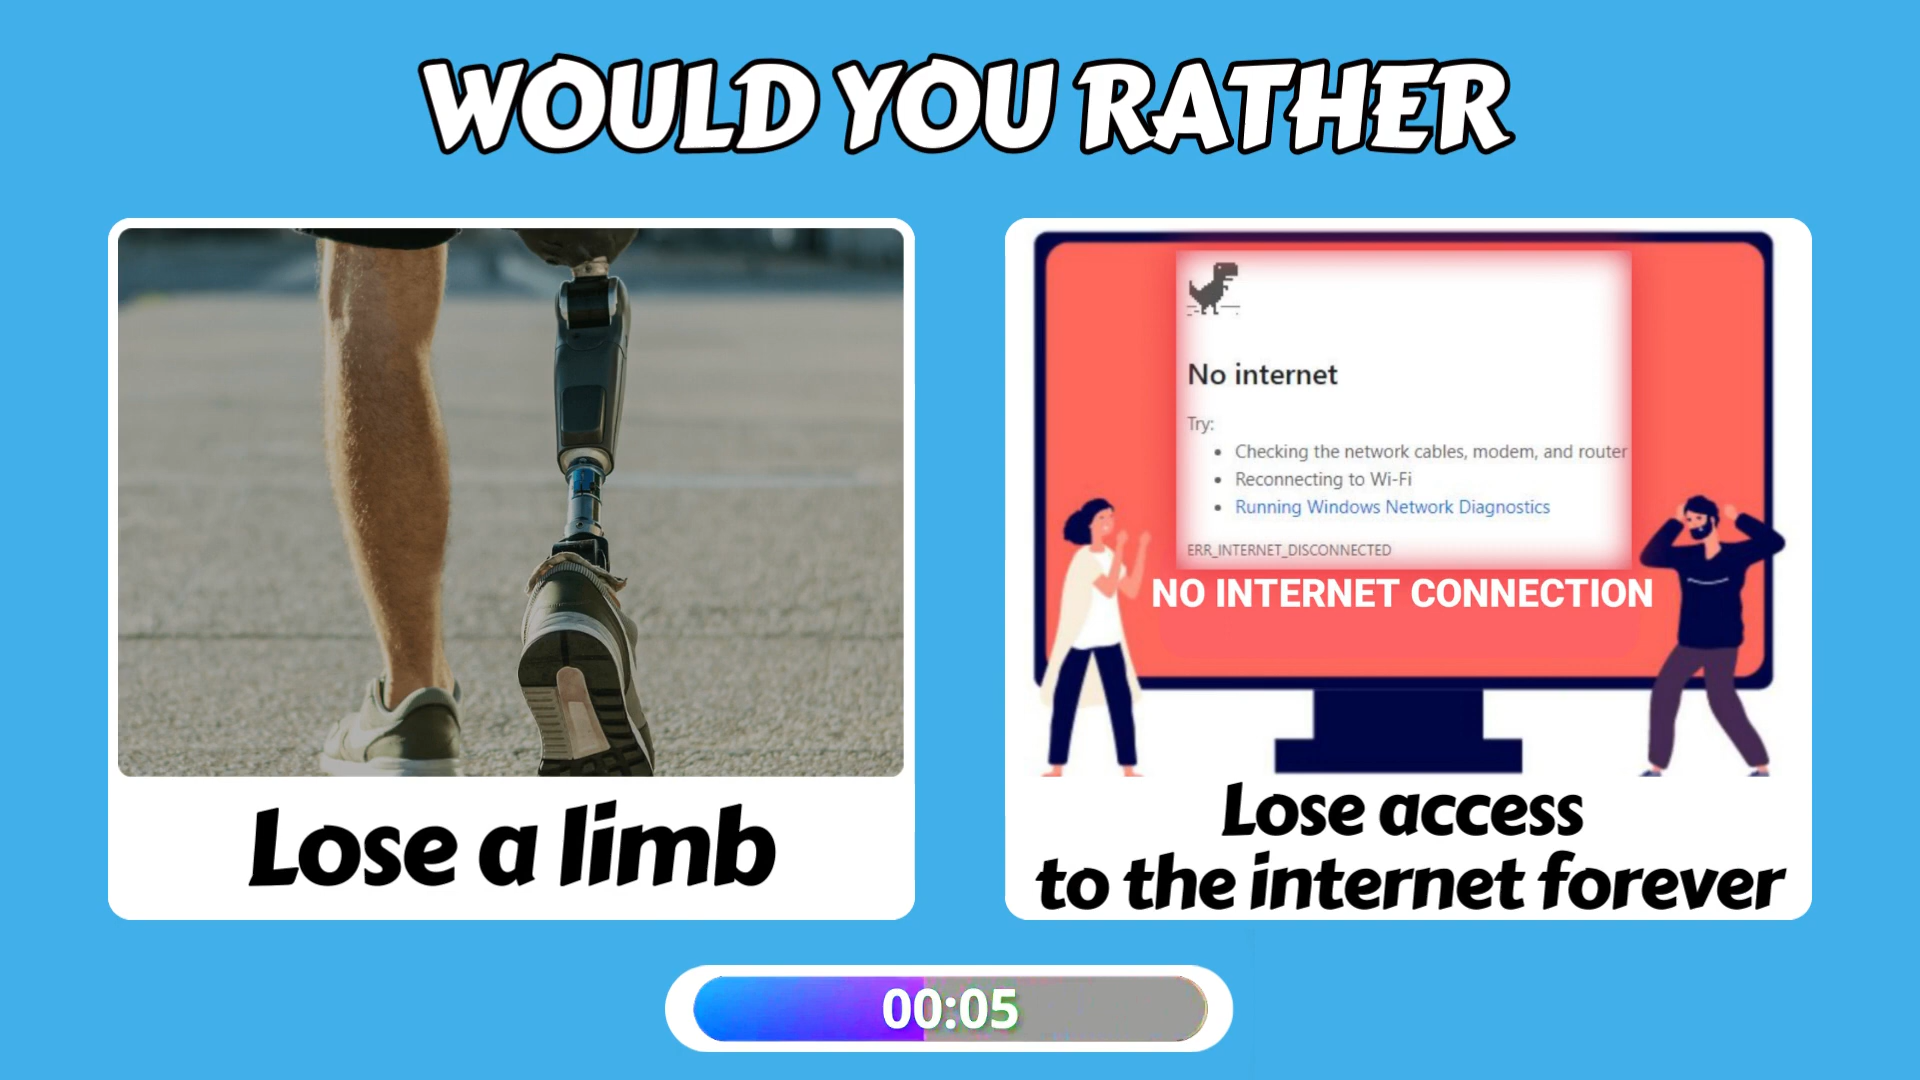 WOULD YOU RATHER
Lose a limb
No internet
Try:
• Checking the network cables, modem, and router
• Reconnecting to Wi-Fi
• Running Windows Network Diagnostics
ERR_INTERNET_DISCONNECTED
NO INTERNET CONNECTION
Lose access
to the internet forever
00:05